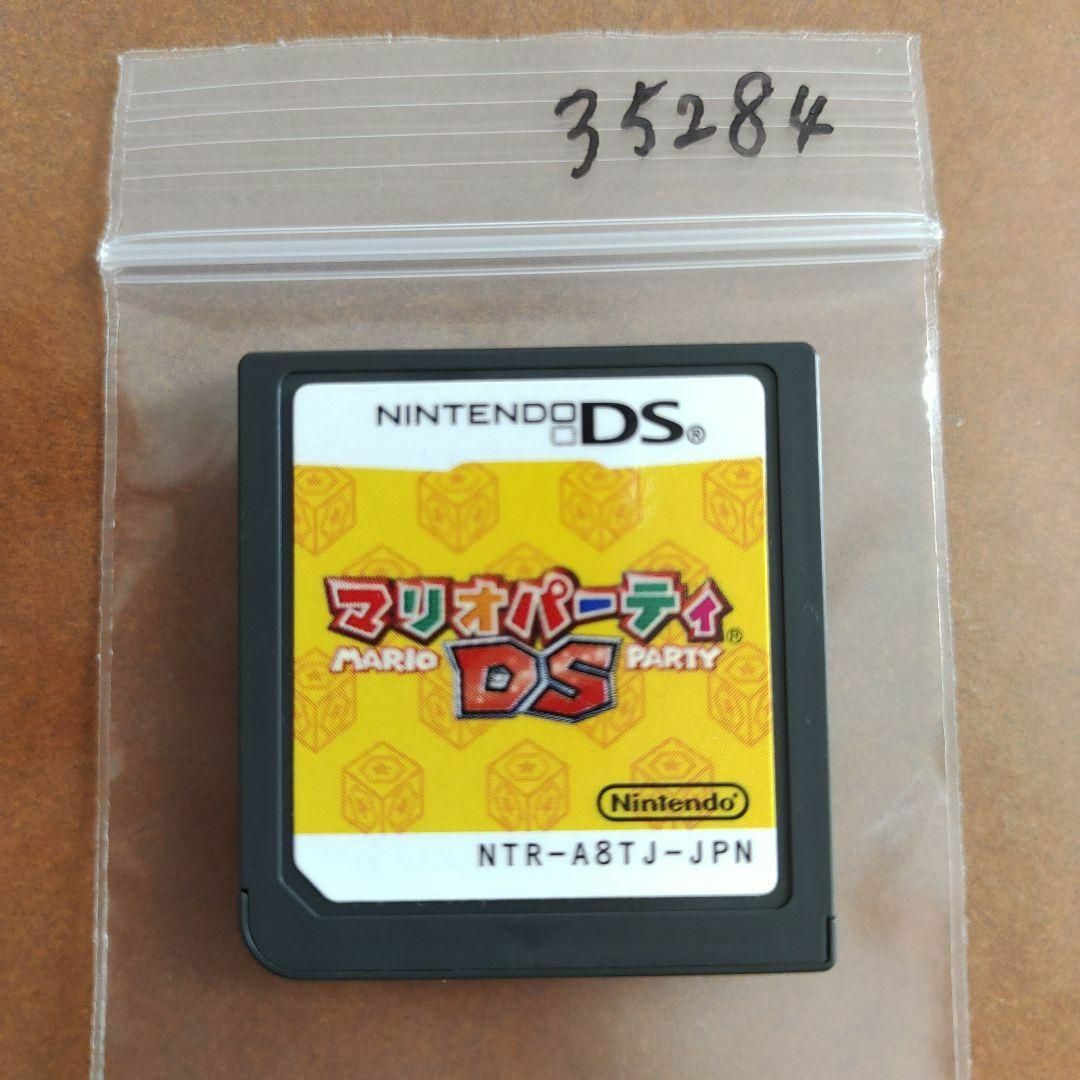 35284
NINTENDO DS®
マリオパーティ®
MARIO DS PARTY
Nintendo®
NTR-A8TJ-JPN